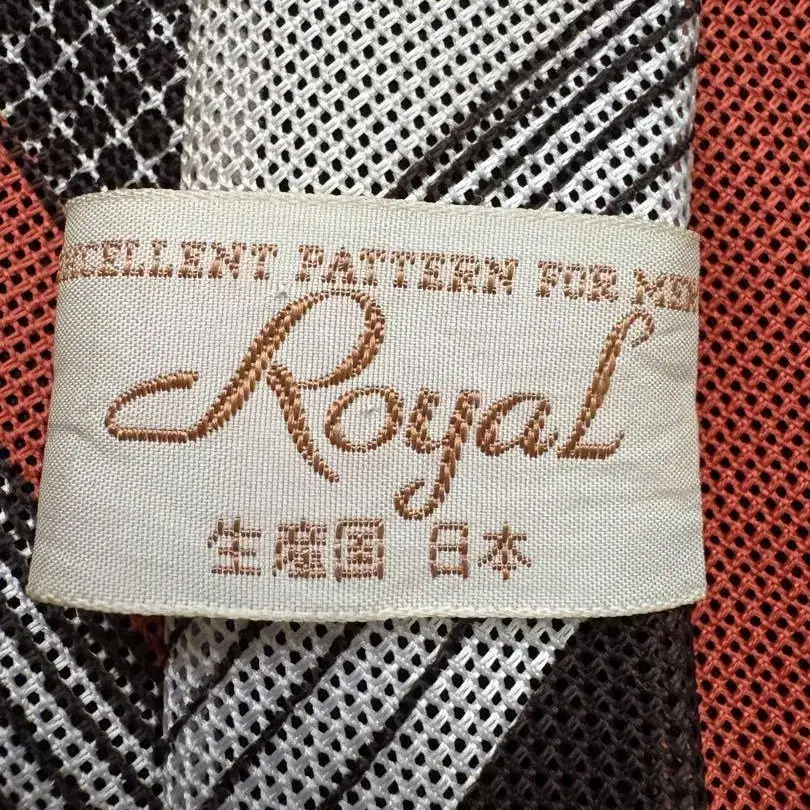 EXCELLENT PATTERN FOR MEN
Royal
生産国 日本